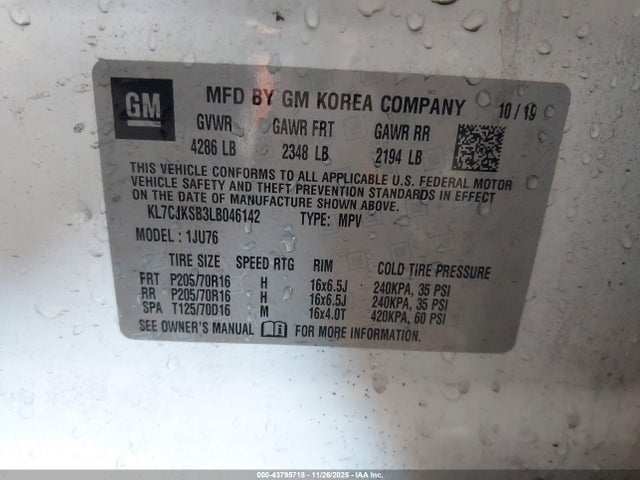 GM MFD BY GM KOREA COMPANY 10 / 19
GVWR GAWR FRT GAWR RR
4286 LB 2348 LB 2194 LB
THIS VEHICLE CONFORMS TO ALL APPLICABLE U.S. FEDERAL MOTOR
VEHICLE SAFETY AND THEFT PREVENTION STANDARDS IN EFFECT
ON THE DATE OF MANUFACTURE SHOWN ABOVE.
KL7CJKSB3LB046142 TYPE: MPV
MODEL : 1JU76
TIRE SIZE SPEED RTG RIM COLD TIRE PRESSURE
FRT P205/70R16 H 16x6.5J 240KPA, 35 PSI
RR P205/70R16 H 16x6.5J 240KPA, 35 PSI
SPA T125/70D16 M 16x4.0T 420KPA, 60 PSI
SEE OWNER'S MANUAL FOR MORE INFORMATION.
000-43795718 - 11/26/2025 - IAA Inc.